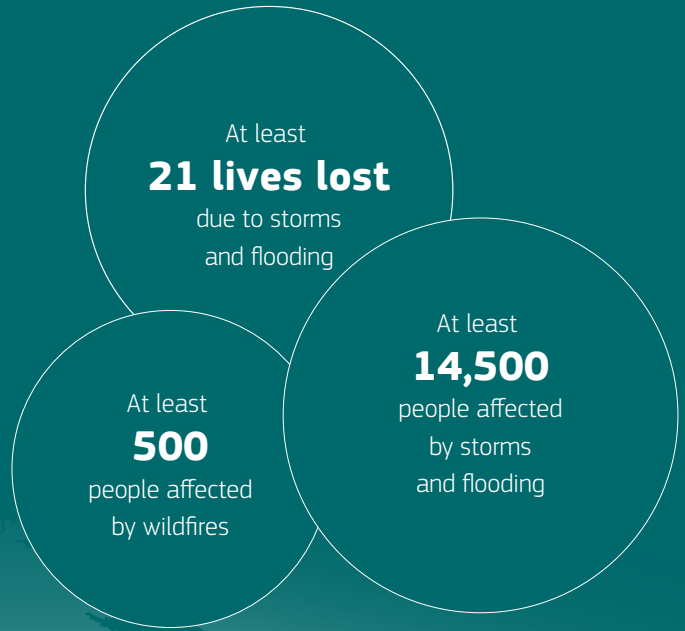 At least
21 lives lost
due to storms
and flooding
At least
14,500
people affected
by storms
and flooding
At least
500
people affected
by wildfires